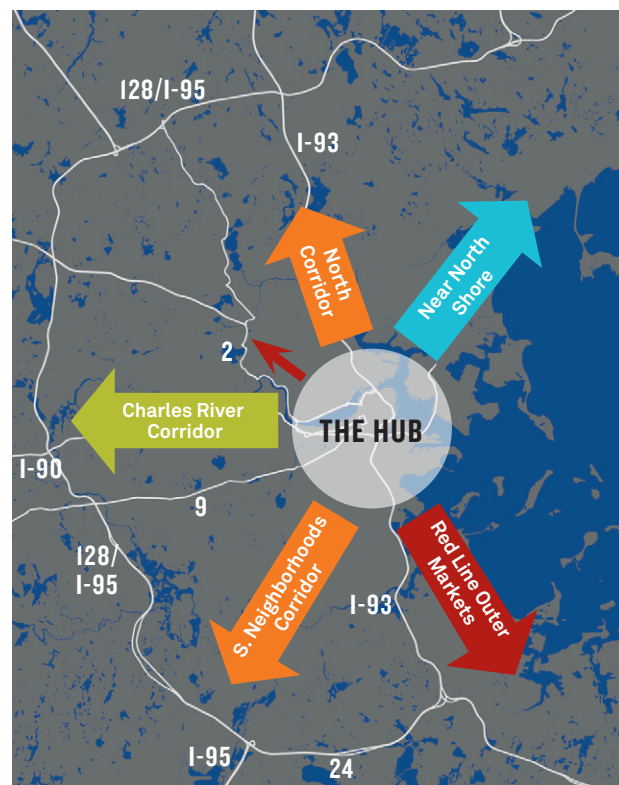 128/I-95
I-93
North
Corridor
Near North
Shore
2
Charles River
Corridor
THE HUB
I-90
9
128/
I-95
S. Neighborhoods
Corridor
I-93
Red Line Outer
Markets
I-95
24